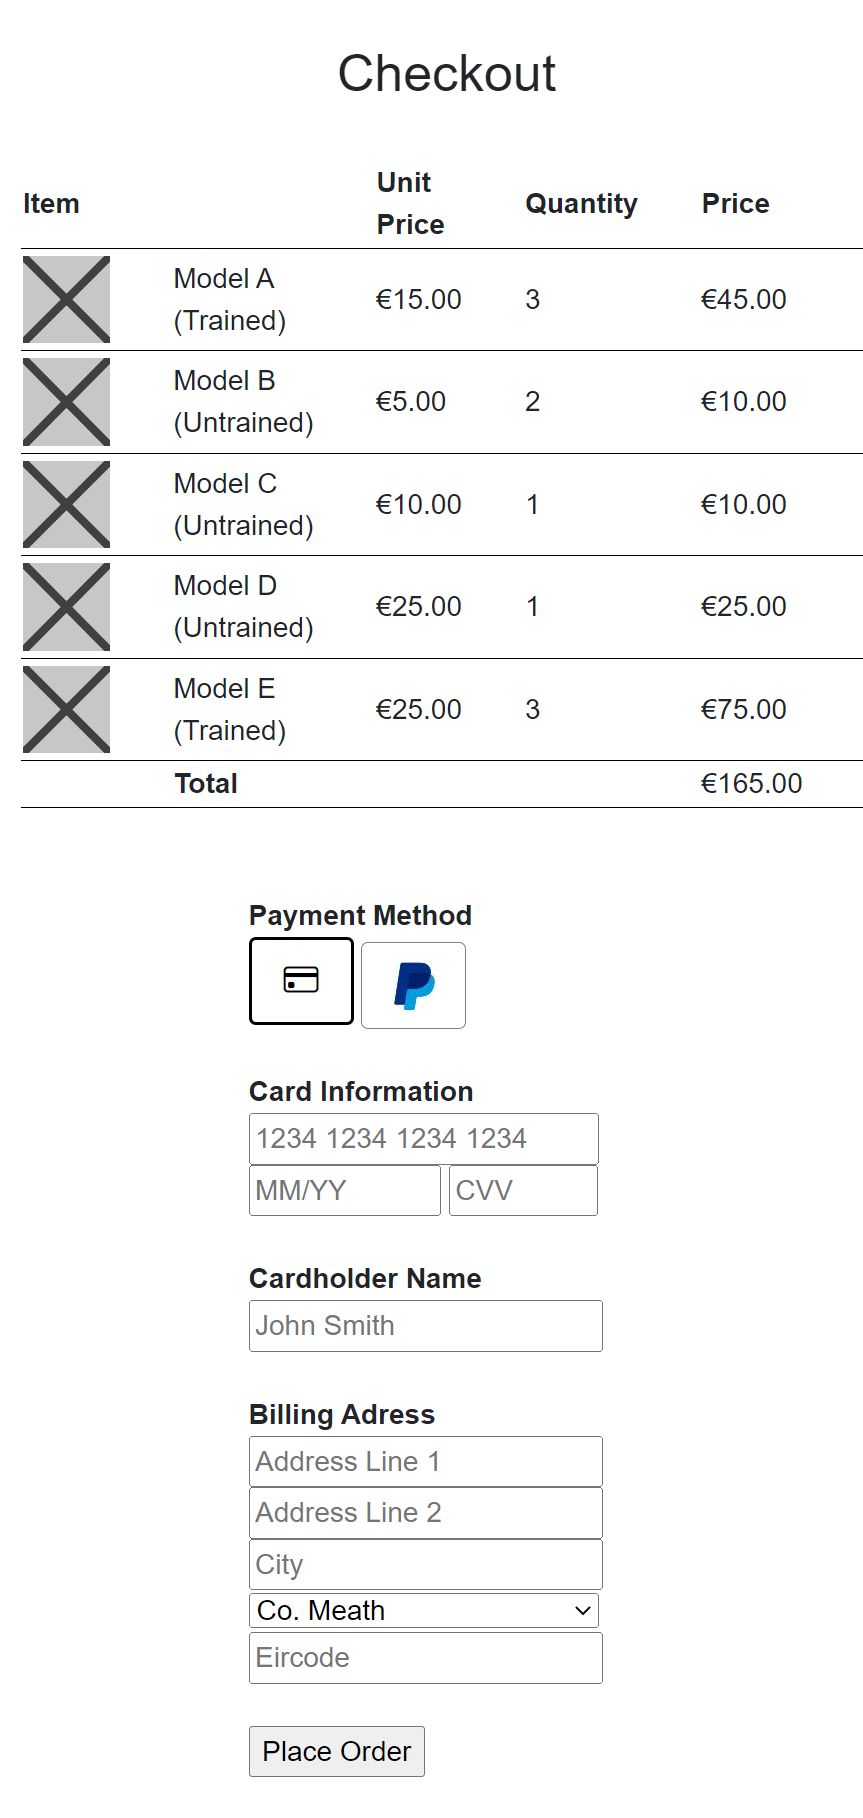 Checkout
Item
Unit
Price
Quantity
Price
Model A
(Trained)
€15.00
3
€45.00
Model B
(Untrained)
€5.00
2
€10.00
Model C
(Untrained)
€10.00
1
€10.00
Model D
(Untrained)
€25.00
1
€25.00
Model E
(Trained)
€25.00
3
€75.00
Total
€165.00
Payment Method
Card Information
1234 1234 1234 1234
MM/YY
CVV
Cardholder Name
John Smith
Billing Adress
Address Line 1
Address Line 2
City
Co. Meath
Eircode
Place Order